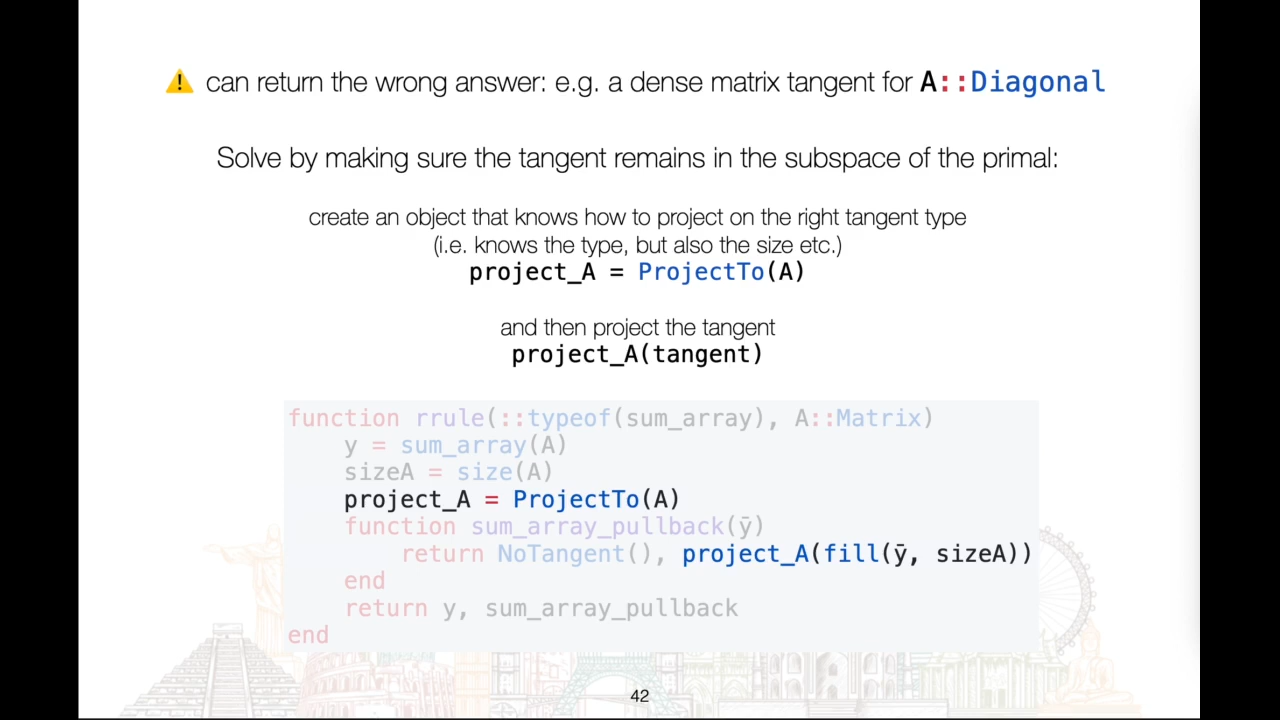 ⚠️ can return the wrong answer: e.g. a dense matrix tangent for A::Diagonal
Solve by making sure the tangent remains in the subspace of the primal:
create an object that knows how to project on the right tangent type
(i.e. knows the type, but also the size etc.)
project_A = ProjectTo(A)
and then project the tangent
project_A(tangent)
function rrule(::typeof(sum_array), A::Matrix)
    y = sum_array(A)
    sizeA = size(A)
    project_A = ProjectTo(A)
    function sum_array_pullback(ȳ)
        return NoTangent(), project_A(fill(ȳ, sizeA))
    end
    return y, sum_array_pullback
end
42